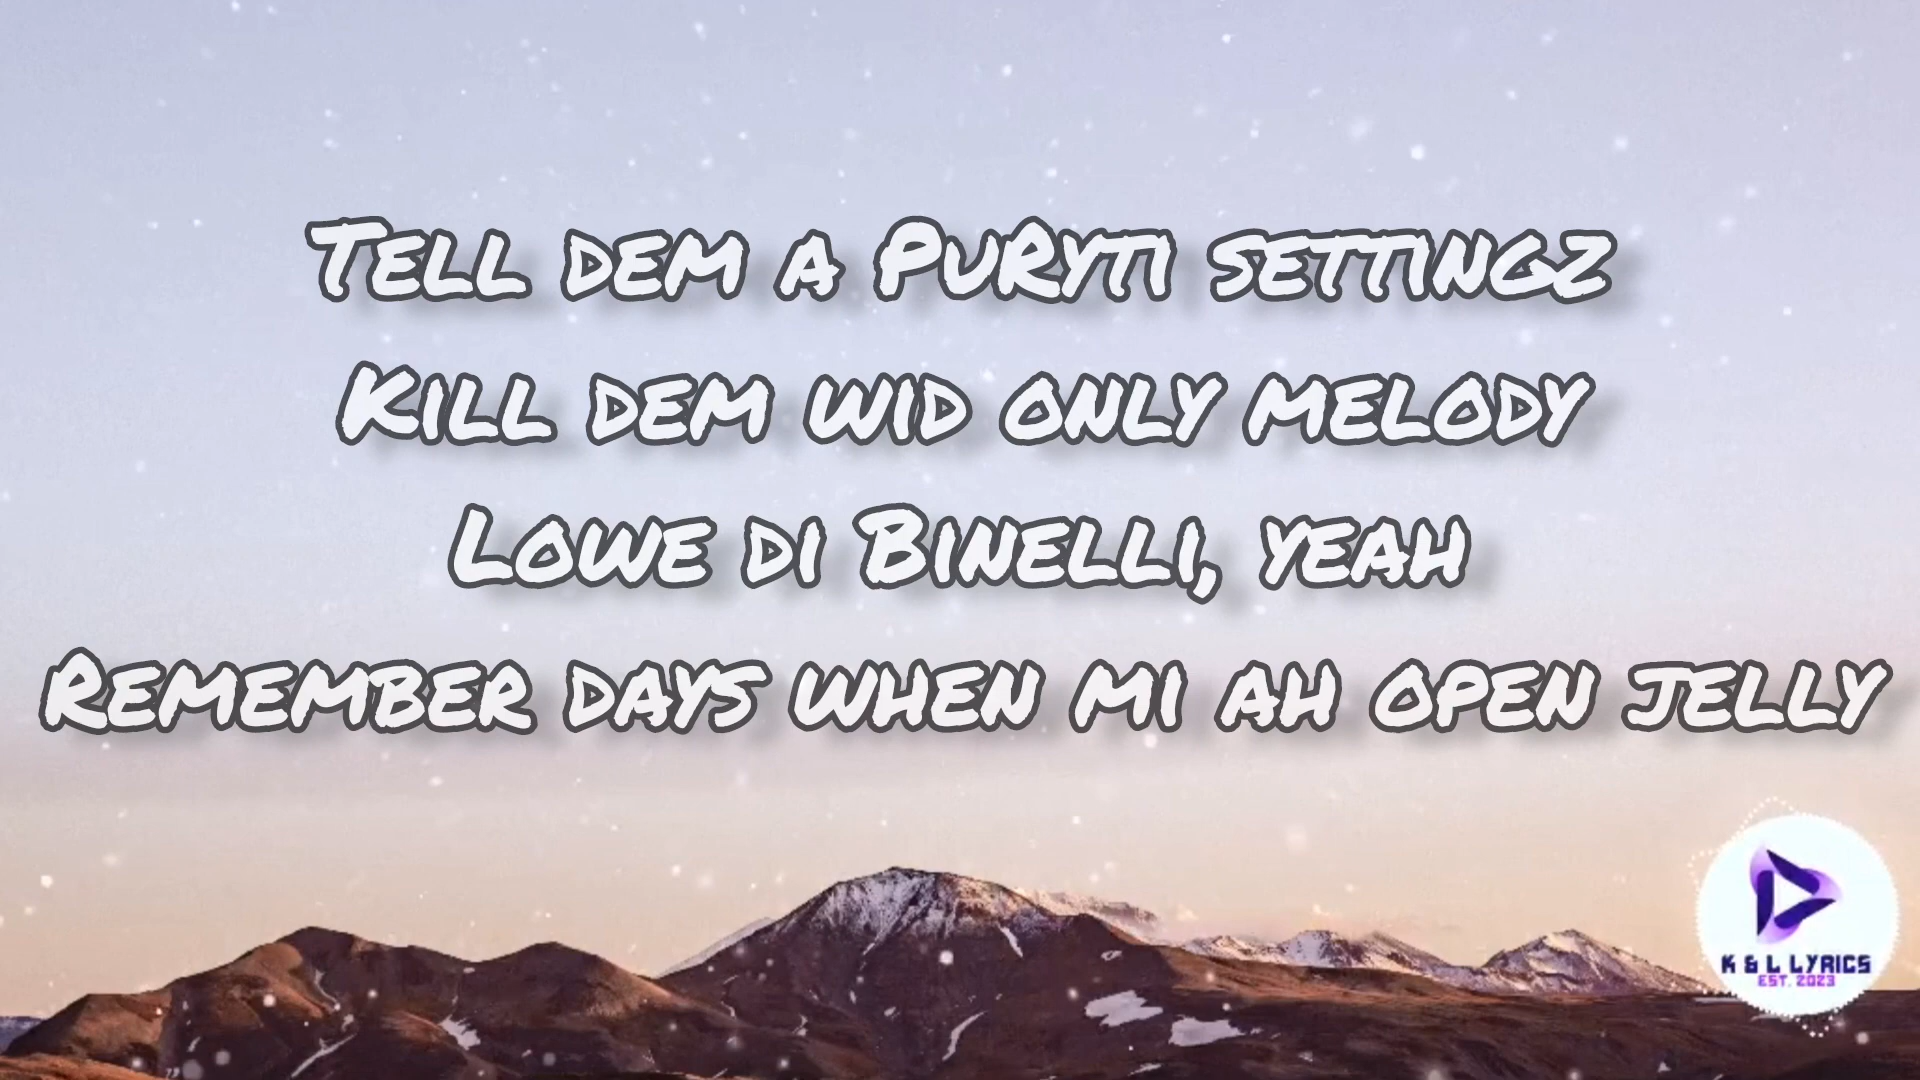 Tell dem a PuRyti settingz
Kill dem wid only melody
Lowe di Binelli, yeah
Remember days when mi ah open jelly
K & L LYRICS
EST. 2023